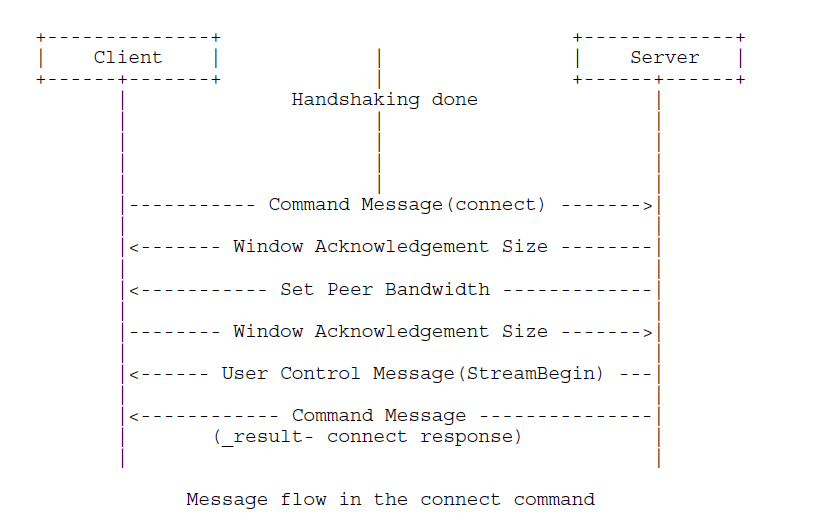 Client Server
Handshaking done
Command Message(connect)
Window Acknowledgement Size
Set Peer Bandwidth
Window Acknowledgement Size
User Control Message(StreamBegin)
Command Message
(_result- connect response)
Message flow in the connect command